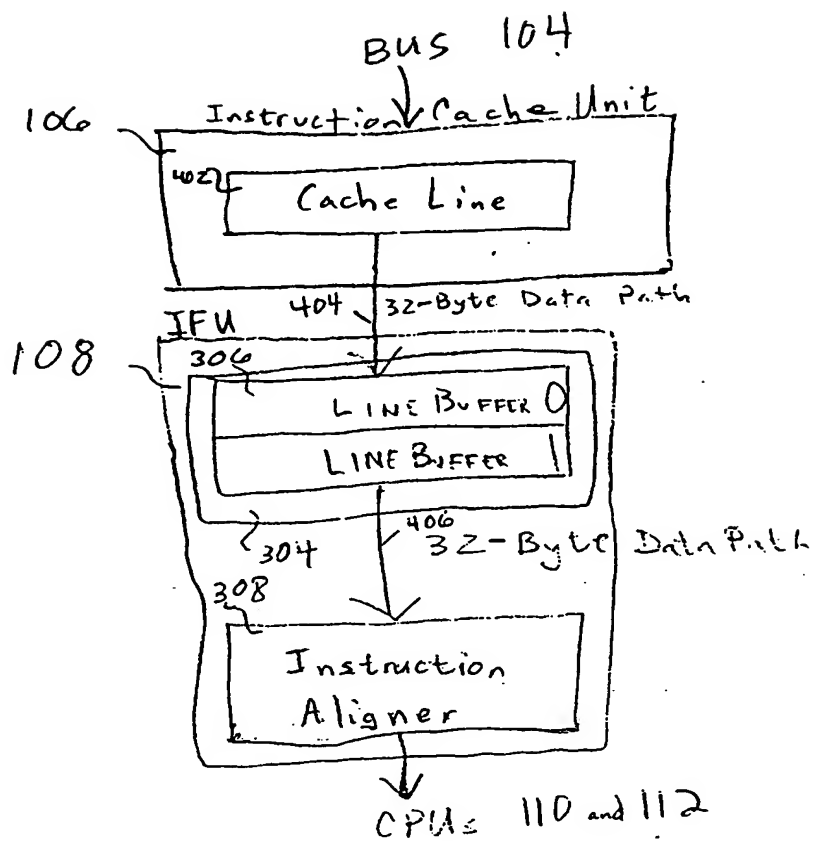 BUS 104
106
Instruction Cache Unit
402
Cache Line
404
32-Byte Data Path
IFU
108
306
LINE BUFFER 0
LINE BUFFER 1
406
304
32-Byte Data Path
308
Instruction
Aligner
CPUs 110 and 112